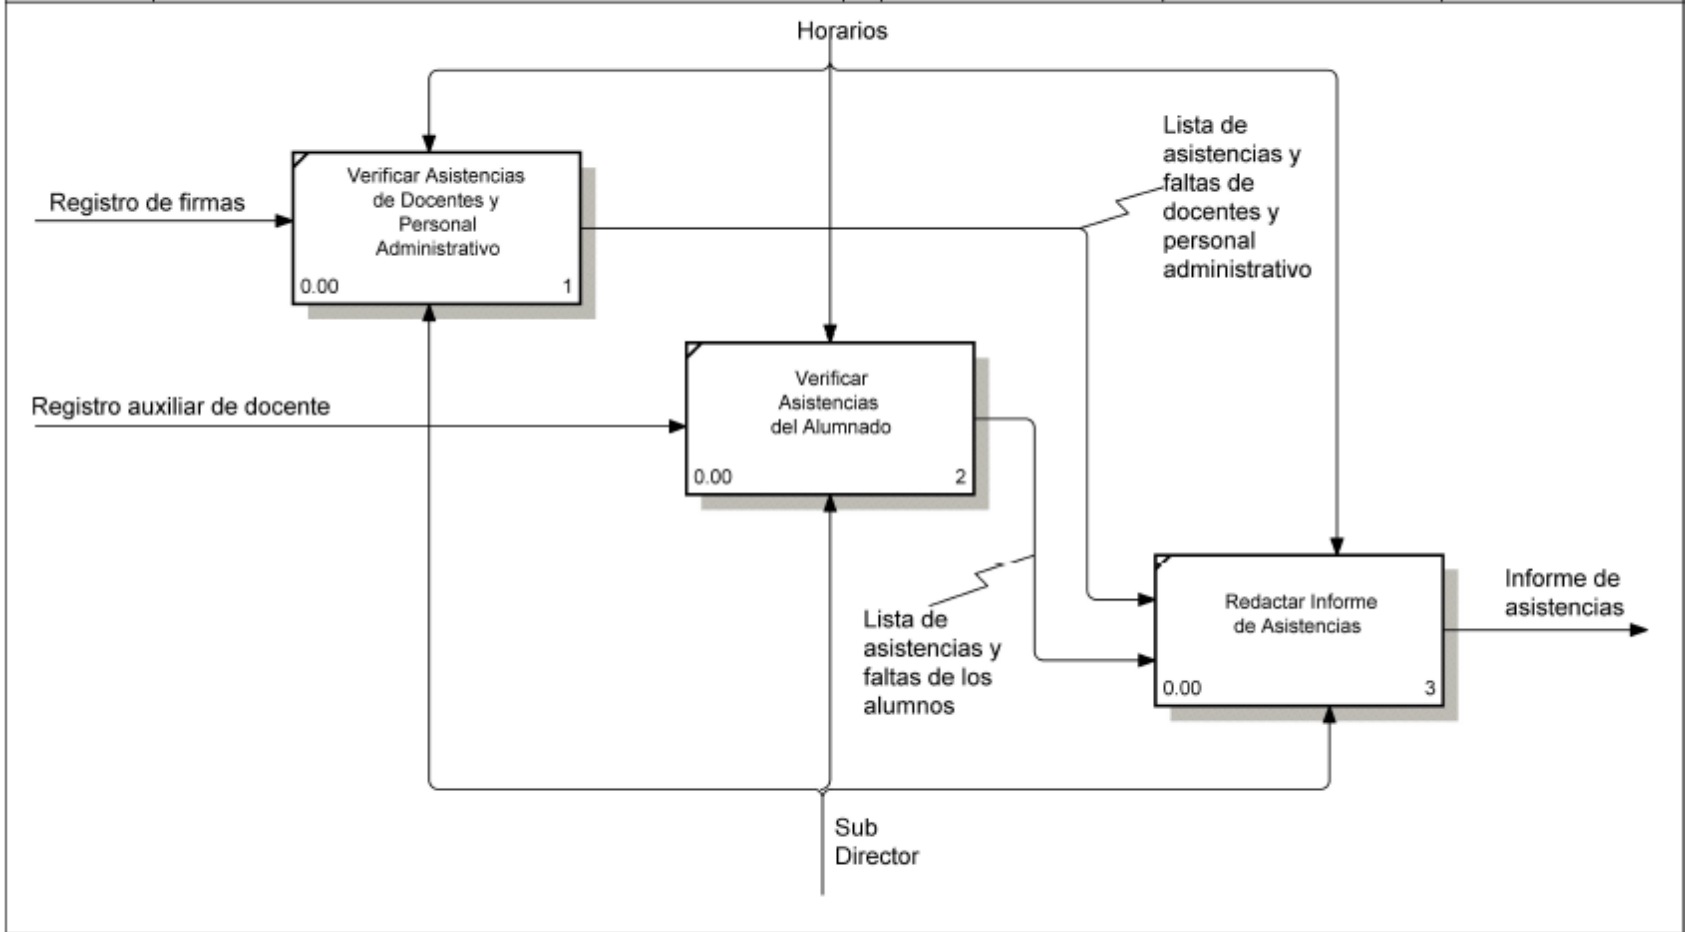 Horarios
Lista de
asistencias y
faltas de
docentes y
personal
administrativo
Verificar Asistencias
de Docentes y
Personal
Administrativo
0.00 1
Registro de firmas
Registro auxiliar de docente
Verificar
Asistencias
del Alumnado
0.00 2
Lista de
asistencias y
faltas de los
alumnos
Redactar Informe
de Asistencias
0.00 3
Informe de
asistencias
Sub
Director